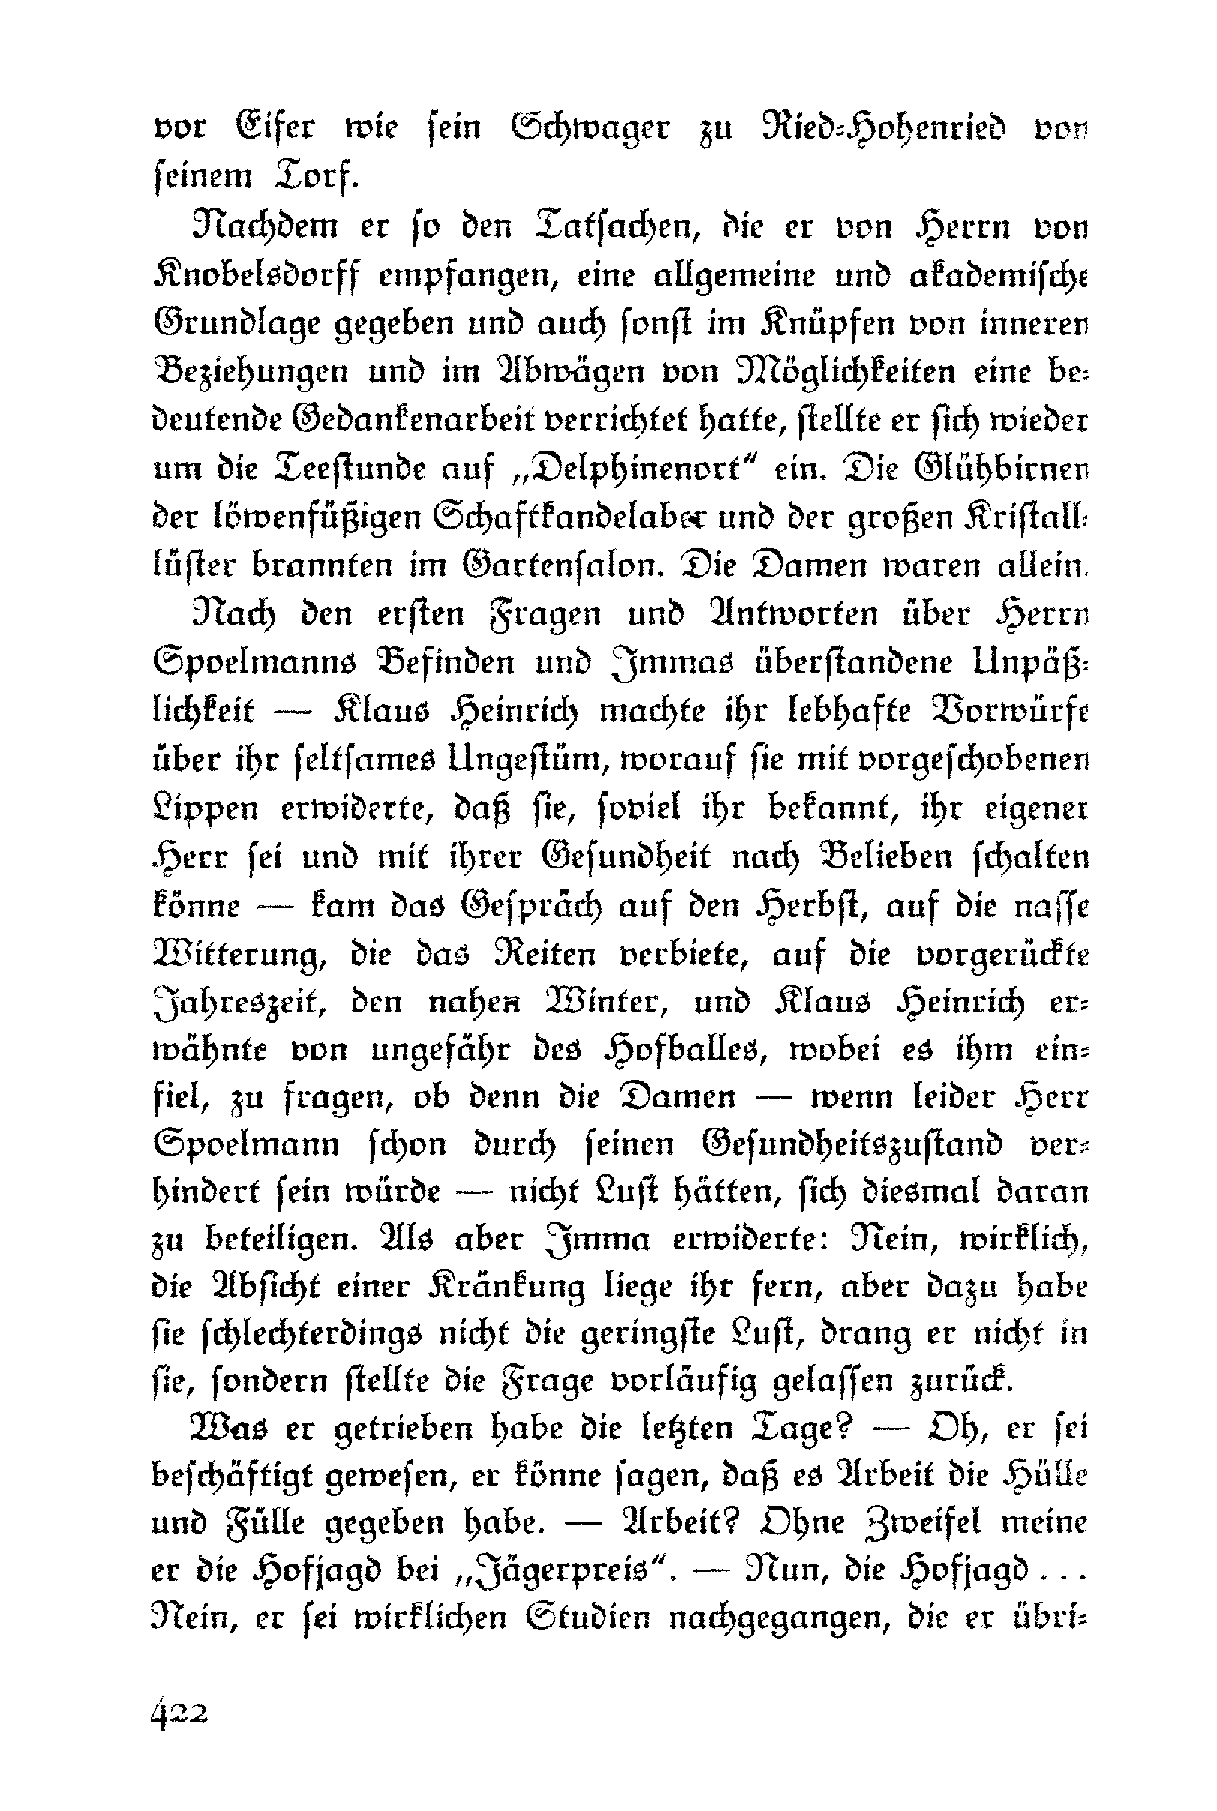 vor Eifer wie sein Schwager zu Ried-Hohenried von
seinem Torf.
Nachdem er so den Tatsachen, die er von Herrn von
Knobelsdorff empfangen, eine allgemeine und akademische
Grundlage gegeben und auch sonst im Knüpfen von inneren
Beziehungen und im Abwägen von Möglichkeiten eine be-
deutende Gedankenarbeit verrichtet hatte, stellte er sich wieder
um die Teestunde auf „Delphinenort“ ein. Die Glühbirnen
der löwenfüßigen Schaftkandelaber und der großen Kristall-
lüster brannten im Gartensalon. Die Damen waren allein.
Nach den ersten Fragen und Antworten über Herrn
Spoelmanns Befinden und Immas überstandene Unpäß-
lichkeit — Klaus Heinrich machte ihr lebhafte Vorwürfe
über ihr seltsames Ungestüm, worauf sie mit vorgeschobenen
Lippen erwiderte, daß sie, soviel ihr bekannt, ihr eigener
Herr sei und mit ihrer Gesundheit nach Belieben schalten
könne — kam das Gespräch auf den Herbst, auf die nasse
Witterung, die das Reiten verbiete, auf die vorgerückte
Jahreszeit, den nahen Winter, und Klaus Heinrich er-
wähnte von ungefähr des Hofballes, wobei es ihm ein-
fiel, zu fragen, ob denn die Damen — wenn leider Herr
Spoelmann schon durch seinen Gesundheitszustand ver-
hindert sein würde — nicht Lust hätten, sich diesmal daran
zu beteiligen. Als aber Imma erwiderte: Nein, wirklich,
die Absicht einer Kränkung liege ihr fern, aber dazu habe
sie schlechterdings nicht die geringste Lust, drang er nicht in
sie, sondern stellte die Frage vorläufig gelassen zurück.
Was er getrieben habe die letzten Tage? — Oh, er sei
beschäftigt gewesen, er könne sagen, daß es Arbeit die Hülle
und Fülle gegeben habe. — Arbeit? Ohne Zweifel meine
er die Hofjagd bei „Jägerpreis“. — Nun, die Hofjagd...
Nein, er sei wirklichen Studien nachgegangen, die er übri-
422